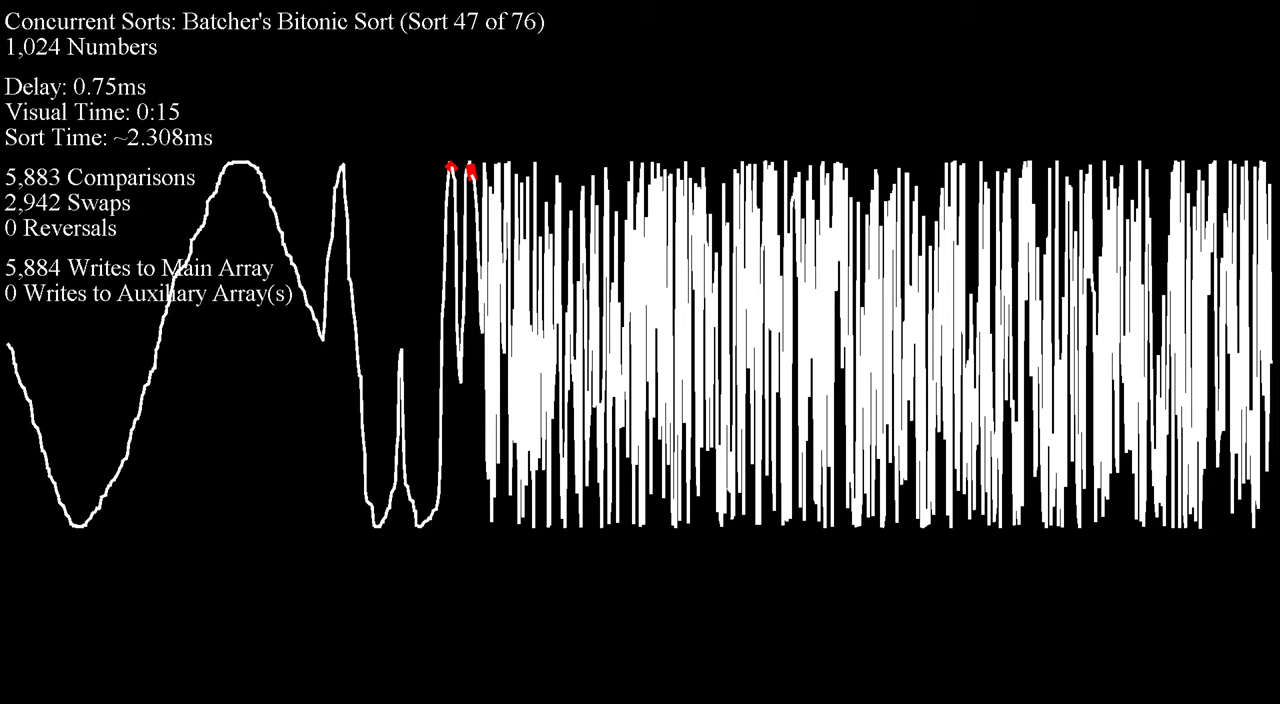 Concurrent Sorts: Batcher's Bitonic Sort (Sort 47 of 76)
1,024 Numbers
Delay: 0.75ms
Visual Time: 0:15
Sort Time: ~2.308ms
5,883 Comparisons
2,942 Swaps
0 Reversals
5,884 Writes to Main Array
0 Writes to Auxiliary Array(s)